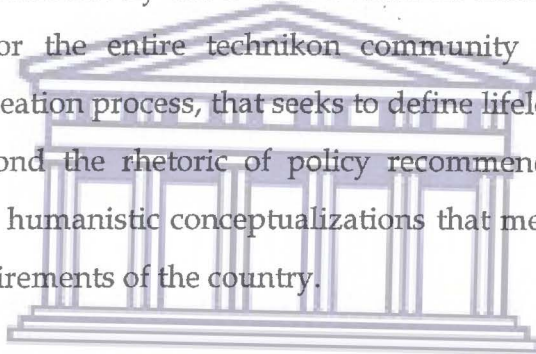 or the entire technikon community
eation process, that seeks to define lifel
ond the rhetoric of policy recommen
humanistic conceptualizations that me
irements of the country.